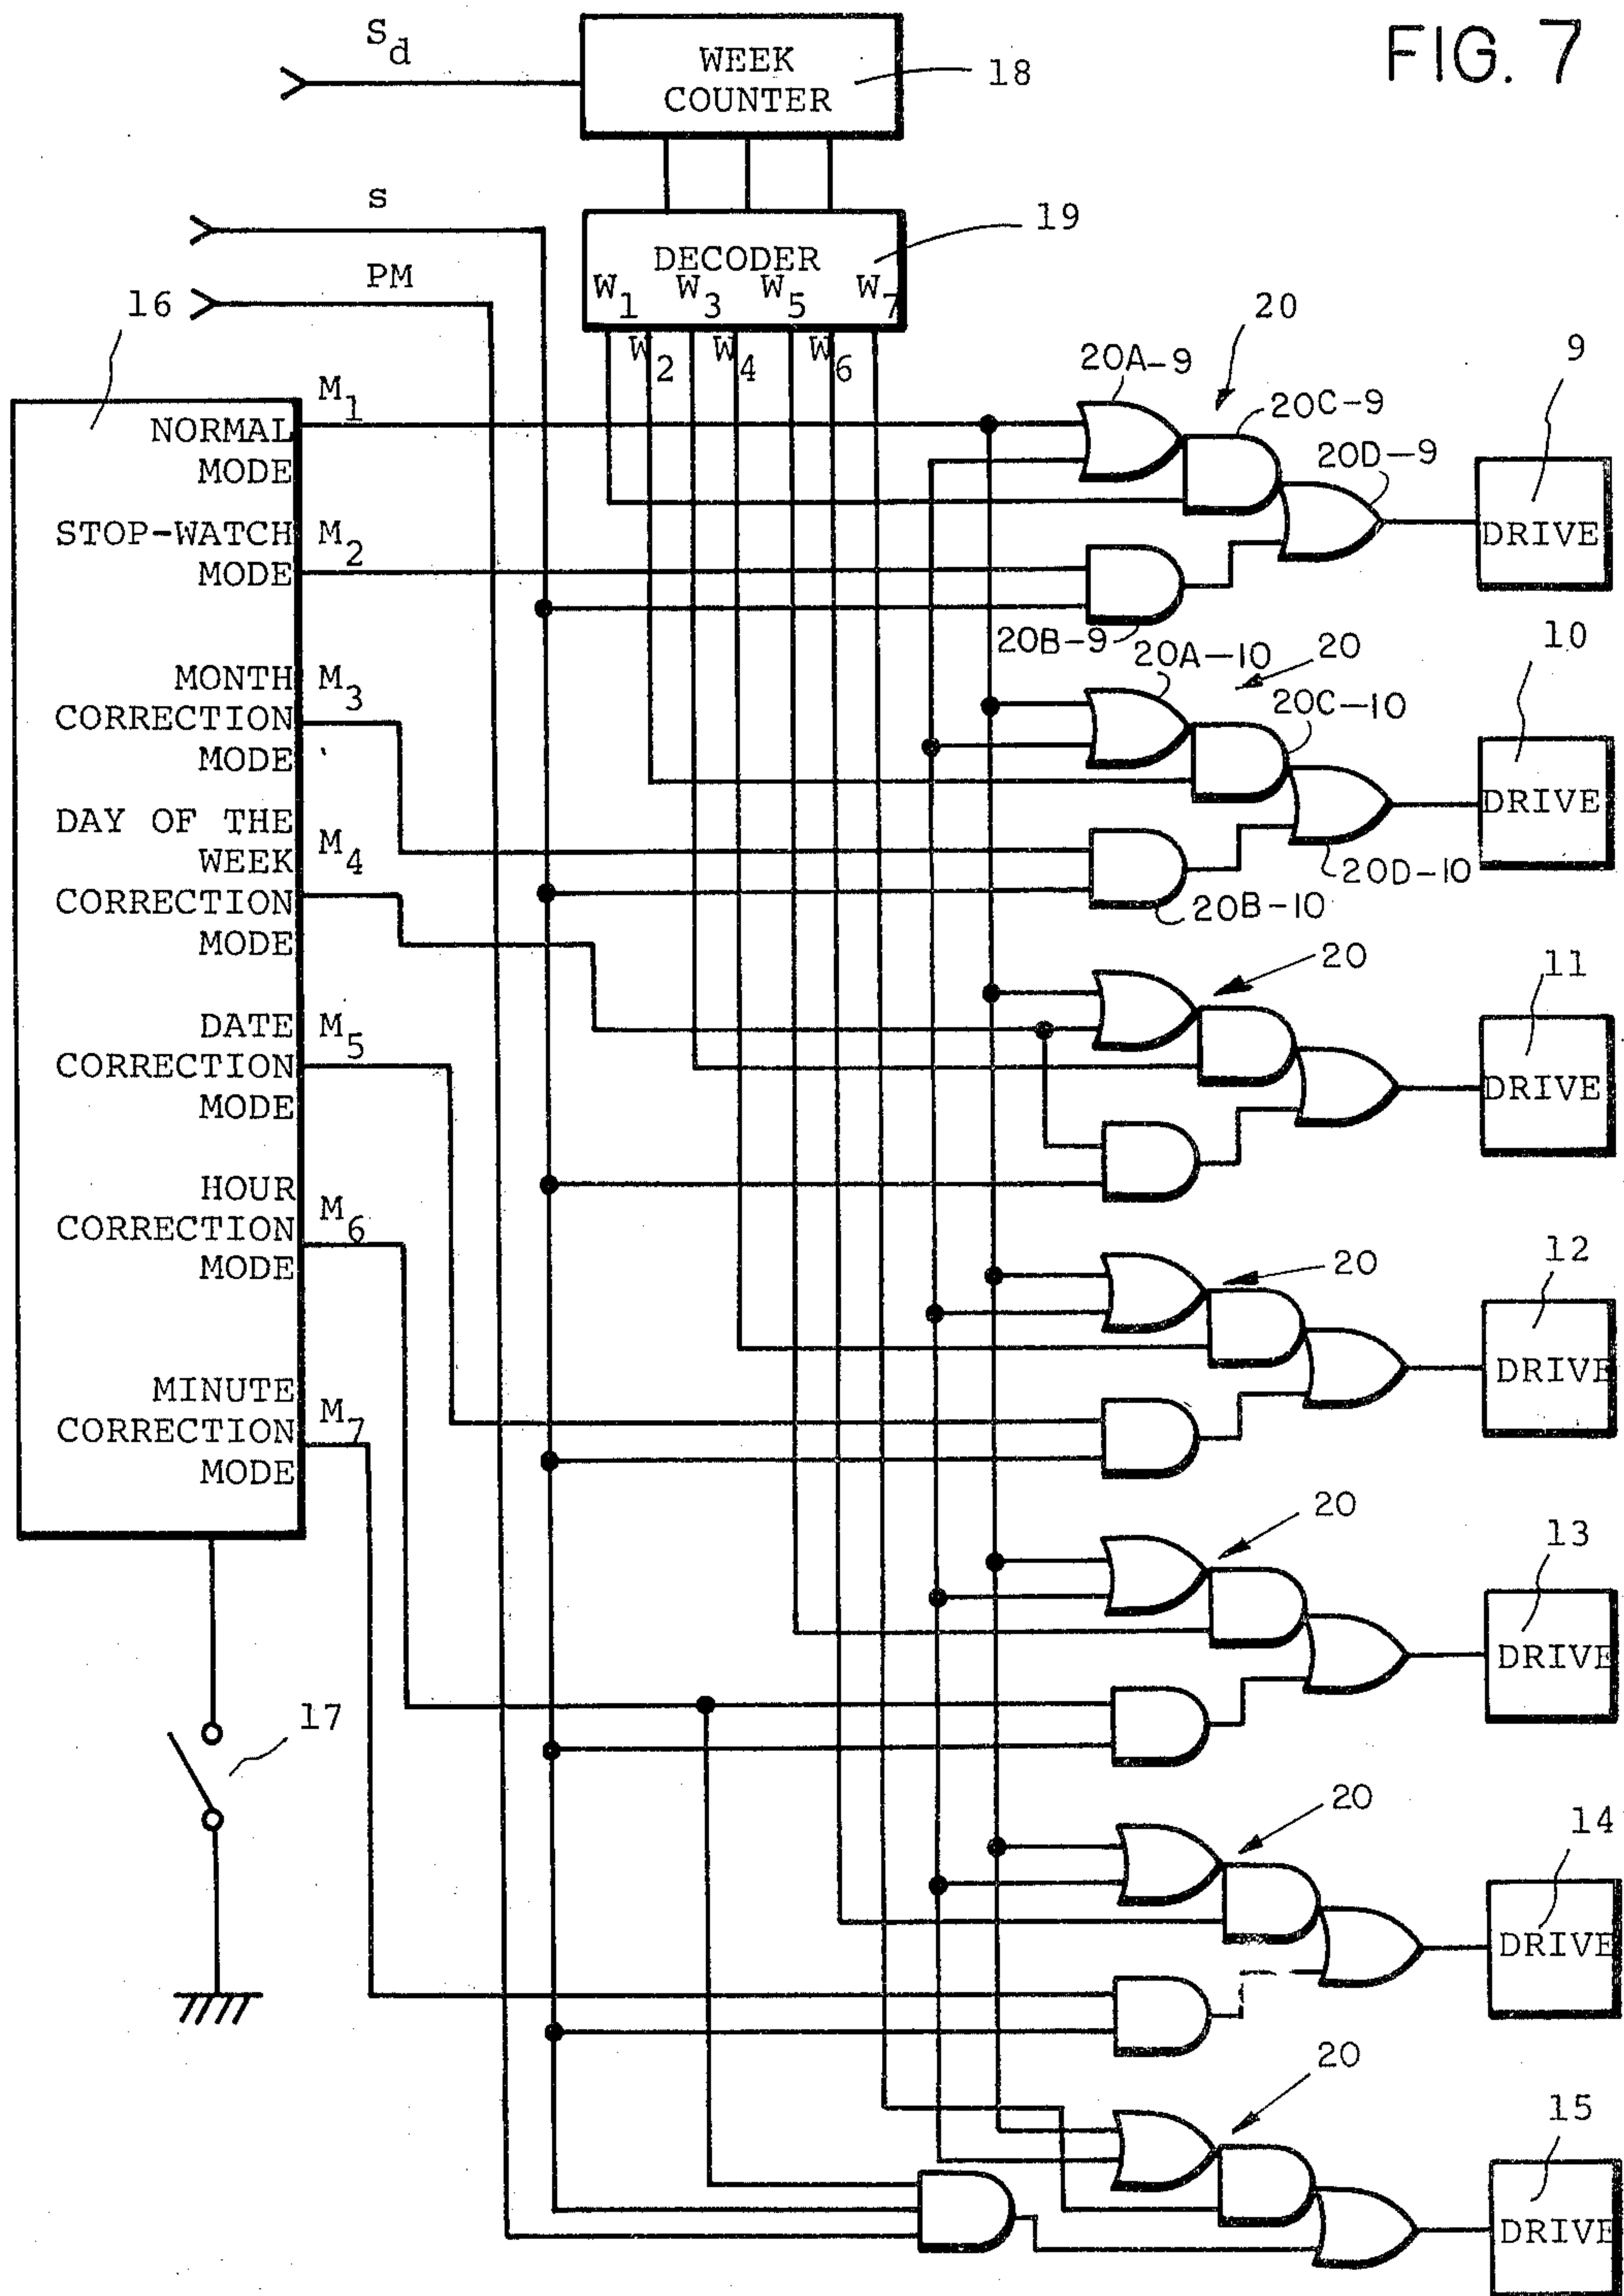 FIG. 7
S_d
WEEK
COUNTER
18
s
DECODER
19
PM
W_1 W_3 W_5 W_7
W_2 W_4 W_6
16
20
9
20A-9
20C-9
20D-9
DRIVE
M_1
NORMAL
MODE
STOP-WATCH M_2
MODE
20B-9
10
20A-10
20
20C-10
DRIVE
20D-10
20B-10
MONTH M_3
CORRECTION
MODE
DAY OF THE
WEEK M_4
CORRECTION
MODE
20
11
DRIVE
DATE M_5
CORRECTION
MODE
HOUR
CORRECTION M_6
MODE
20
12
DRIVE
MINUTE
CORRECTION M_7
MODE
20
13
DRIVE
17
20
14
DRIVE
20
15
DRIVE